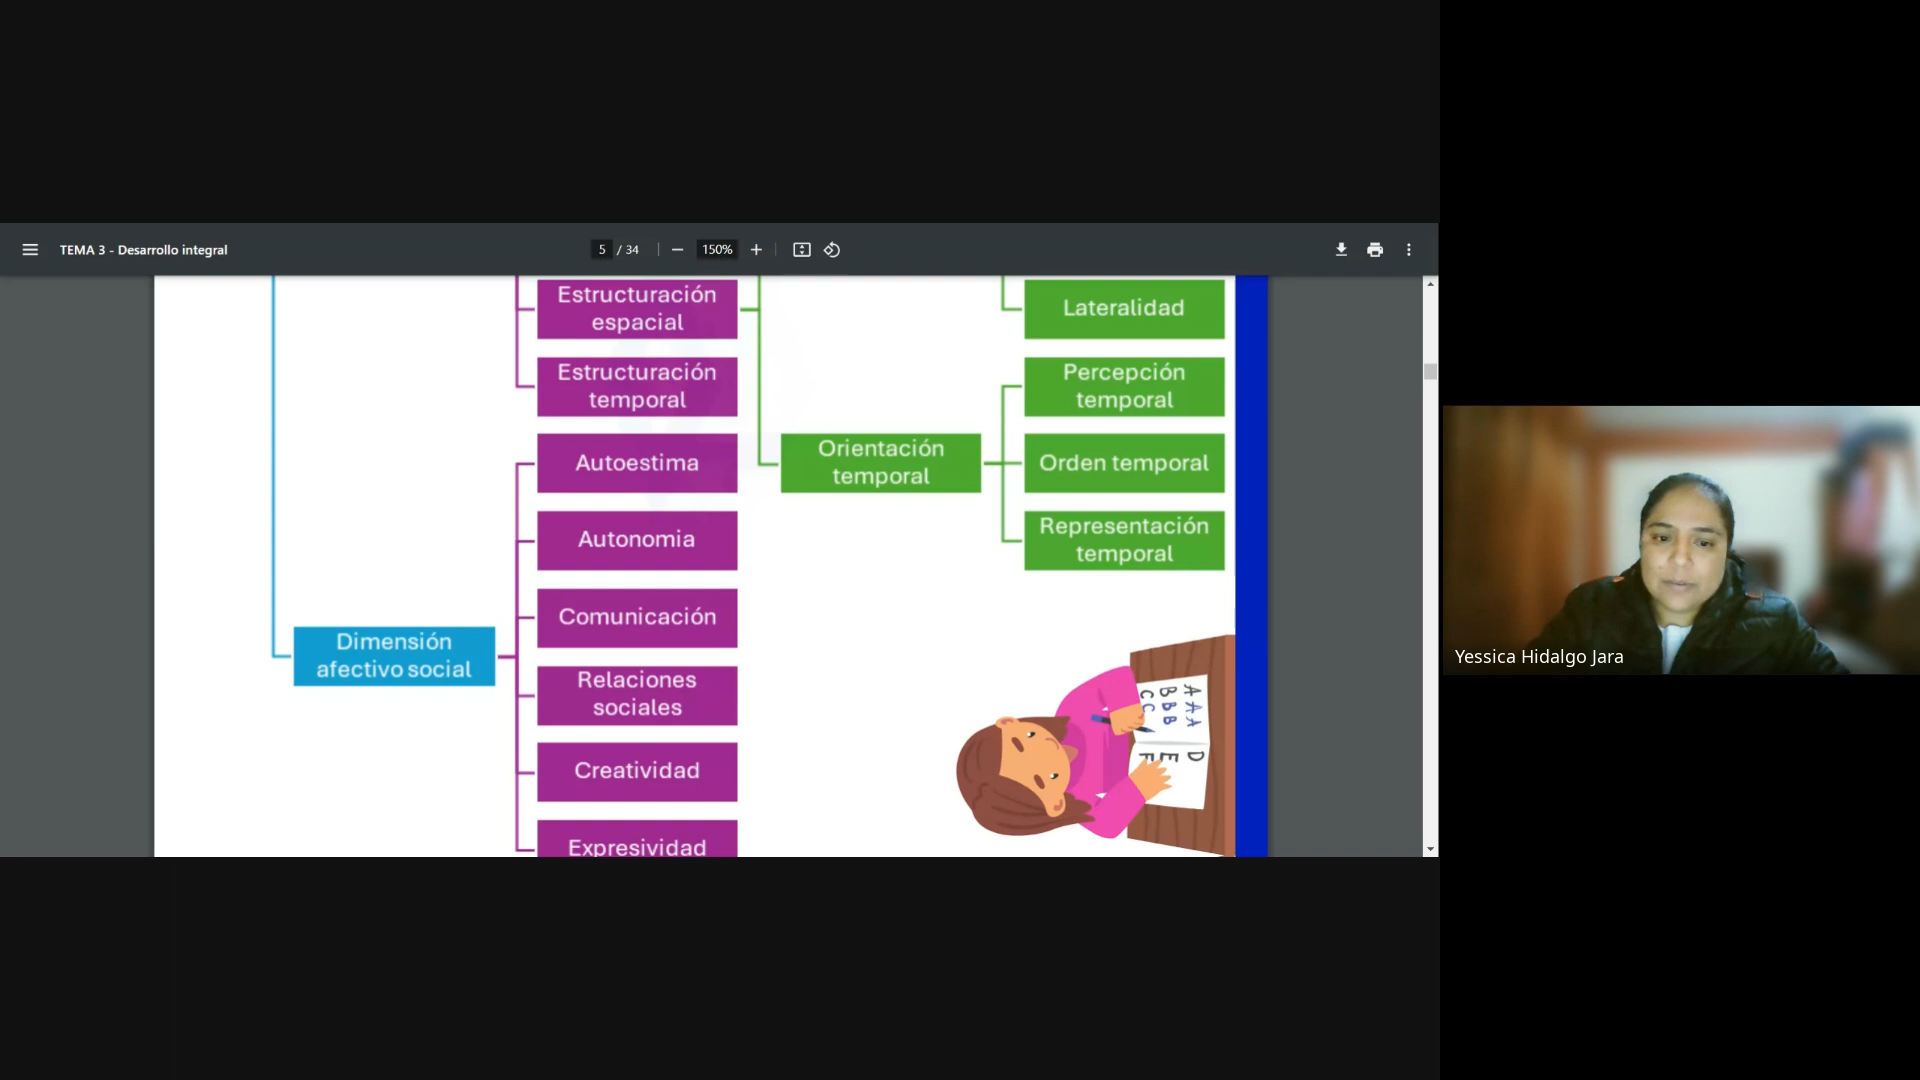 TEMA 3 - Desarrollo integral
5 / 34
150%
Estructuración
espacial
Lateralidad
Estructuración
temporal
Percepción
temporal
Autoestima
Orientación
temporal
Orden temporal
Autonomia
Representación
temporal
Comunicación
Dimensión
afectivo social
Relaciones
sociales
Creatividad
Expresividad
A A A
B B B
C C
D
E
F
Yessica Hidalgo Jara